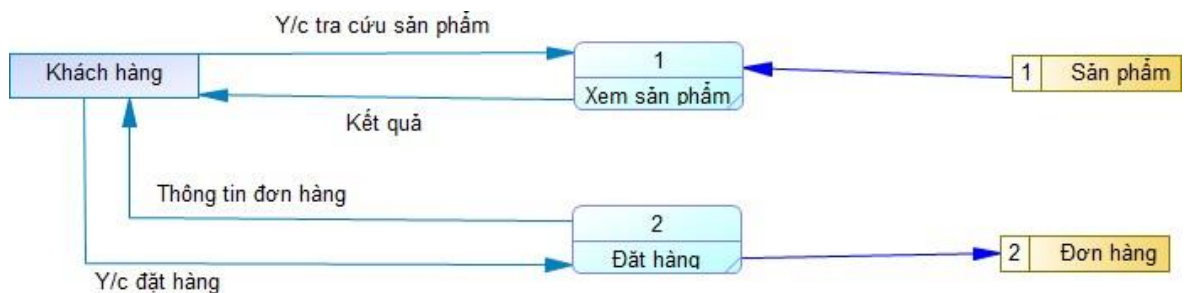 Y/c tra cứu sản phẩm
Khách hàng
1
Xem sản phẩm
1 Sản phẩm
Kết quả
Thông tin đơn hàng
2
Đặt hàng
2 Đơn hàng
Y/c đặt hàng